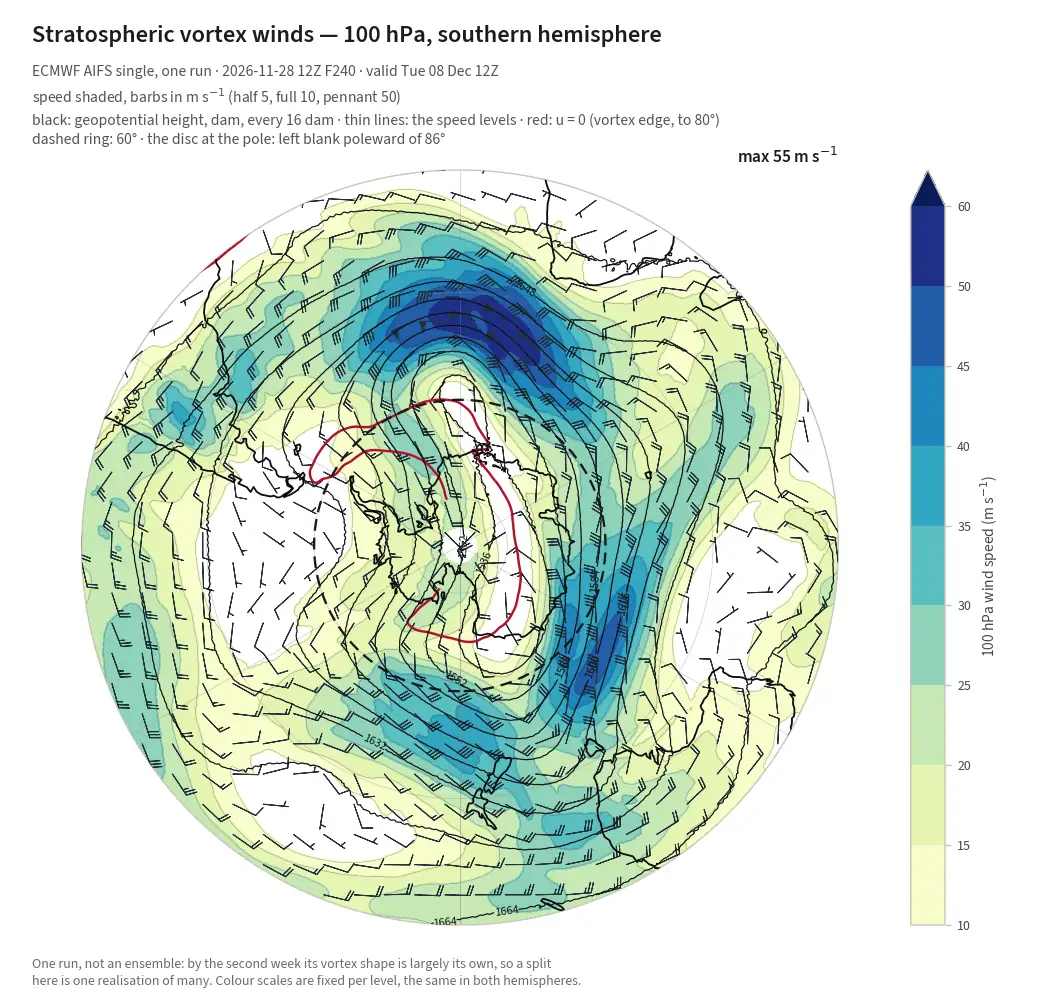 Stratospheric vortex winds — 100 hPa, southern hemisphere
ECMWF AIFS single, one run · 2026-11-28 12Z F240 · valid Tue 08 Dec 12Z
speed shaded, barbs in m s⁻¹ (half 5, full 10, pennant 50)
black: geopotential height, dam, every 16 dam · thin lines: the speed levels · red: u = 0 (vortex edge, to 80°)
dashed ring: 60° · the disc at the pole: left blank poleward of 86°
max 55 m s⁻¹
60
50
45
40
35
30
25
20
15
10
100 hPa wind speed (m s⁻¹)
1648
1536
1552
1632
1664
1664
One run, not an ensemble: by the second week its vortex shape is largely its own, so a split
here is one realisation of many. Colour scales are fixed per level, the same in both hemispheres.